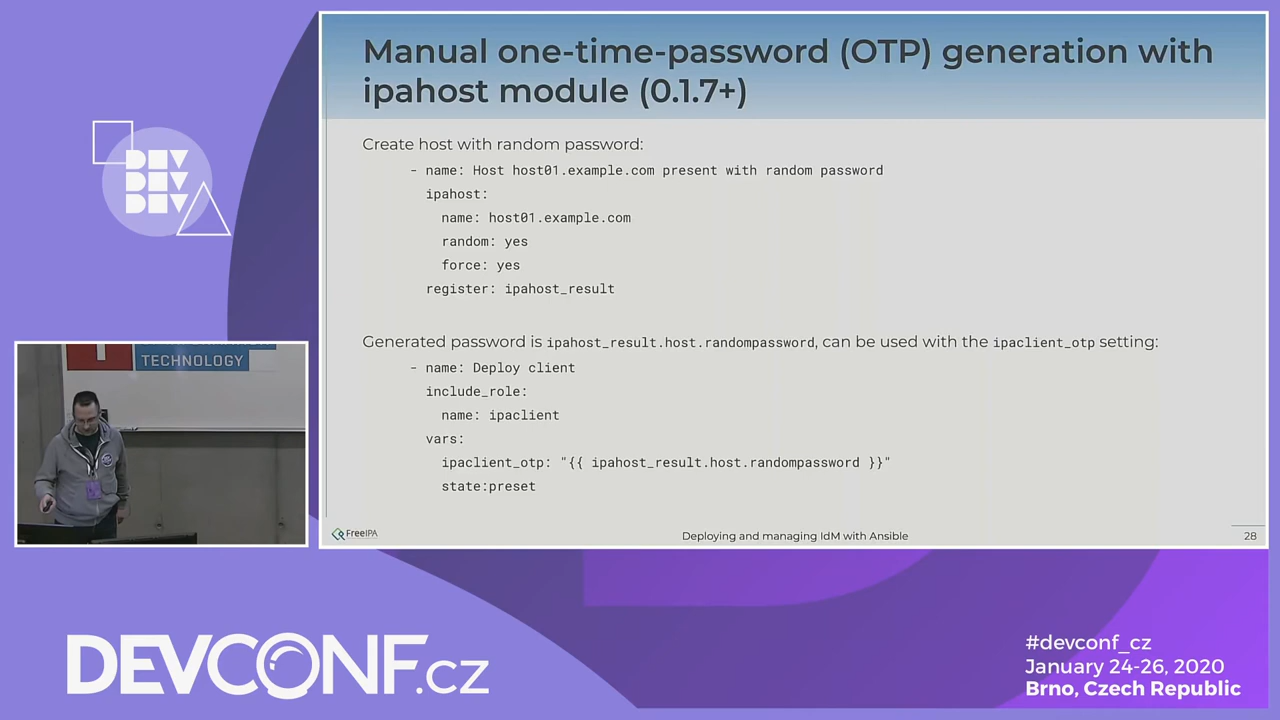 Manual one-time-password (OTP) generation with
ipahost module (0.1.7+)
Create host with random password:
- name: Host host01.example.com present with random password
ipahost:
name: host01.example.com
random: yes
force: yes
register: ipahost_result
Generated password is ipahost_result.host.randompassword, can be used with the ipaclient_otp setting:
- name: Deploy client
include_role:
name: ipaclient
vars:
ipaclient_otp: "{{ ipahost_result.host.randompassword }}"
state:preset
FreeIPA
Deploying and managing IdM with Ansible
28
DEV
DEV
DEV
TECHNOLOGY
DEVCONF.cz
#devconf_cz
January 24-26, 2020
Brno, Czech Republic